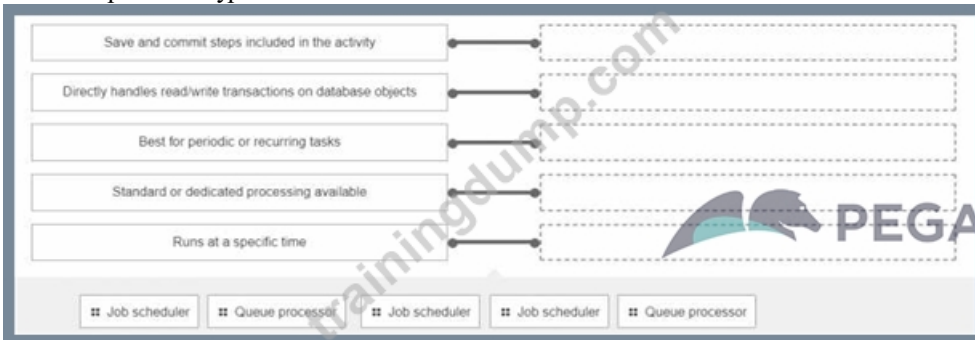 Save and commit steps included in the activity
Directly handles read/write transactions on database objects
Best for periodic or recurring tasks
Standard or dedicated processing available
Runs at a specific time
PEGA
Job scheduler Queue processor Job scheduler Job scheduler Queue processor
trainingdump.com